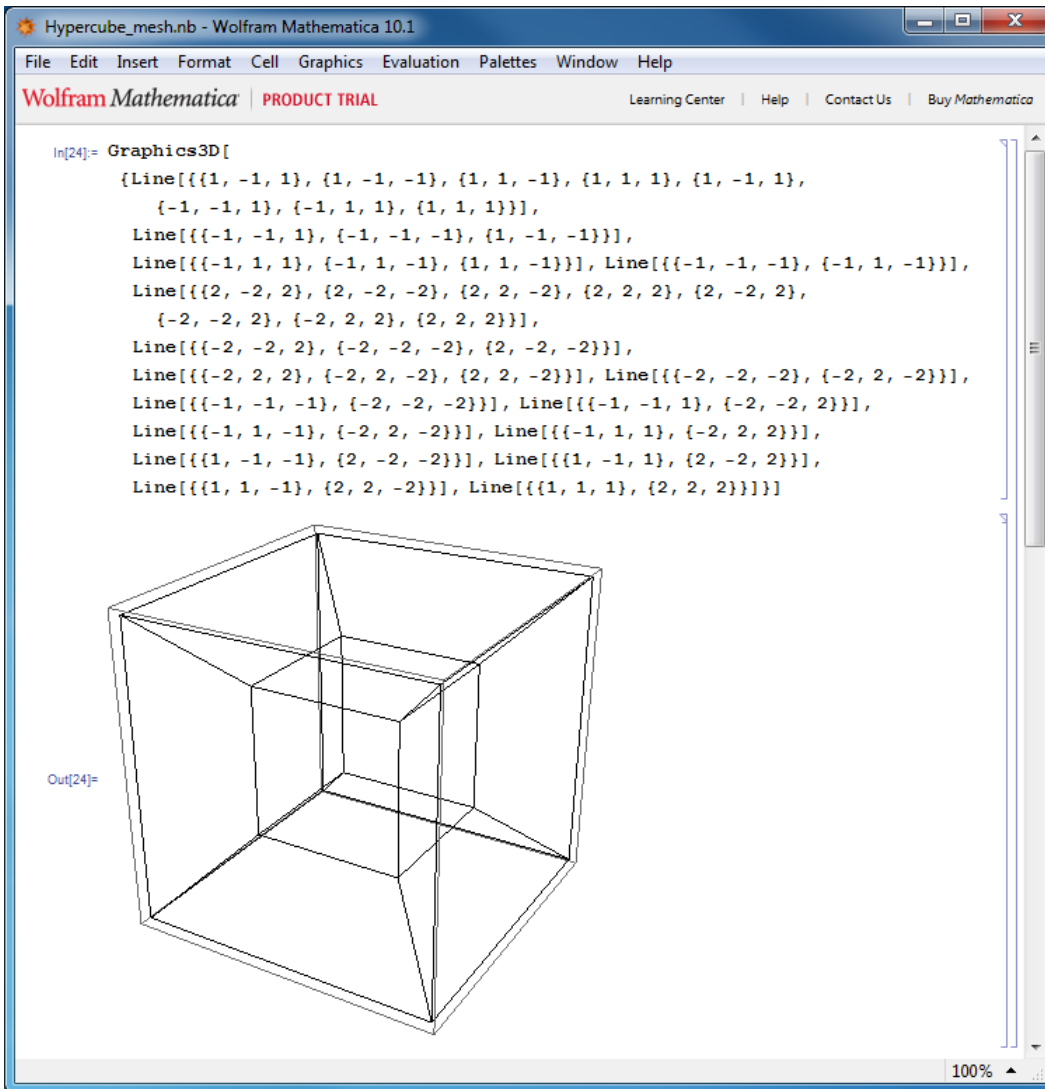 Hypercube_mesh.nb - Wolfram Mathematica 10.1
File Edit Insert Format Cell Graphics Evaluation Palettes Window Help
Wolfram Mathematica | PRODUCT TRIAL Learning Center | Help | Contact Us | Buy Mathematica
In[24]:= Graphics3D[
{Line[{{1, -1, 1}, {1, -1, -1}, {1, 1, -1}, {1, 1, 1}, {1, -1, 1},
{-1, -1, 1}, {-1, 1, 1}, {1, 1, 1}}],
Line[{{-1, -1, 1}, {-1, -1, -1}, {1, -1, -1}}],
Line[{{-1, 1, 1}, {-1, 1, -1}, {1, 1, -1}}], Line[{{-1, -1, -1}, {-1, 1, -1}}],
Line[{{2, -2, 2}, {2, -2, -2}, {2, 2, -2}, {2, 2, 2}, {2, -2, 2},
{-2, -2, 2}, {-2, 2, 2}, {2, 2, 2}}],
Line[{{-2, -2, 2}, {-2, -2, -2}, {2, -2, -2}}],
Line[{{-2, 2, 2}, {-2, 2, -2}, {2, 2, -2}}], Line[{{-2, -2, -2}, {-2, 2, -2}}],
Line[{{-1, -1, -1}, {-2, -2, -2}}], Line[{{-1, -1, 1}, {-2, -2, 2}}],
Line[{{-1, 1, -1}, {-2, 2, -2}}], Line[{{-1, 1, 1}, {-2, 2, 2}}],
Line[{{1, -1, -1}, {2, -2, -2}}], Line[{{1, -1, 1}, {2, -2, 2}}],
Line[{{1, 1, -1}, {2, 2, -2}}], Line[{{1, 1, 1}, {2, 2, 2}}]}]
Out[24]=
100%